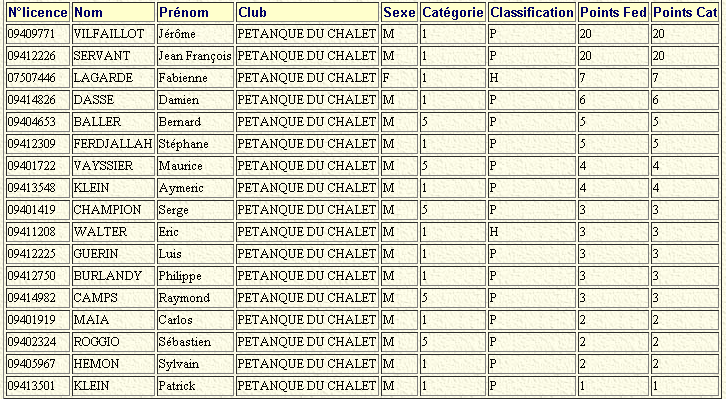 N°licence Nom Prénom Club Sexe Catégorie Classification Points Fed Points Cat
09409771 VILFAILLOT Jérôme PETANQUE DU CHALET M 1 P 20 20
09412226 SERVANT Jean François PETANQUE DU CHALET M 1 P 20 20
07507446 LAGARDE Fabienne PETANQUE DU CHALET F 1 H 7 7
09414826 DASSE Damien PETANQUE DU CHALET M 1 P 6 6
09404653 BALLER Bernard PETANQUE DU CHALET M 5 P 5 5
09412309 FERDJALLAH Stéphane PETANQUE DU CHALET M 1 P 5 5
09401722 VAYSSIER Maurice PETANQUE DU CHALET M 5 P 4 4
09413548 KLEIN Aymeric PETANQUE DU CHALET M 1 P 4 4
09401419 CHAMPION Serge PETANQUE DU CHALET M 5 P 3 3
09411208 WALTER Eric PETANQUE DU CHALET M 1 H 3 3
09412225 GUERIN Luis PETANQUE DU CHALET M 1 P 3 3
09412750 BURLANDY Philippe PETANQUE DU CHALET M 1 P 3 3
09414982 CAMPS Raymond PETANQUE DU CHALET M 5 P 3 3
09401919 MAIA Carlos PETANQUE DU CHALET M 1 P 2 2
09402324 ROGGIO Sébastien PETANQUE DU CHALET M 5 P 2 2
09405967 HEMON Sylvain PETANQUE DU CHALET M 1 P 2 2
09413501 KLEIN Patrick PETANQUE DU CHALET M 1 P 1 1